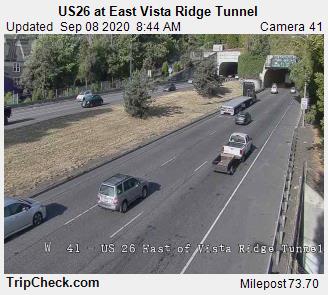 US26 at East Vista Ridge Tunnel
Updated Sep 08 2020 8:44 AM Camera 41
W 41 - US 26 East of Vista Ridge Tunnel
TripCheck.com Milepost 73.70